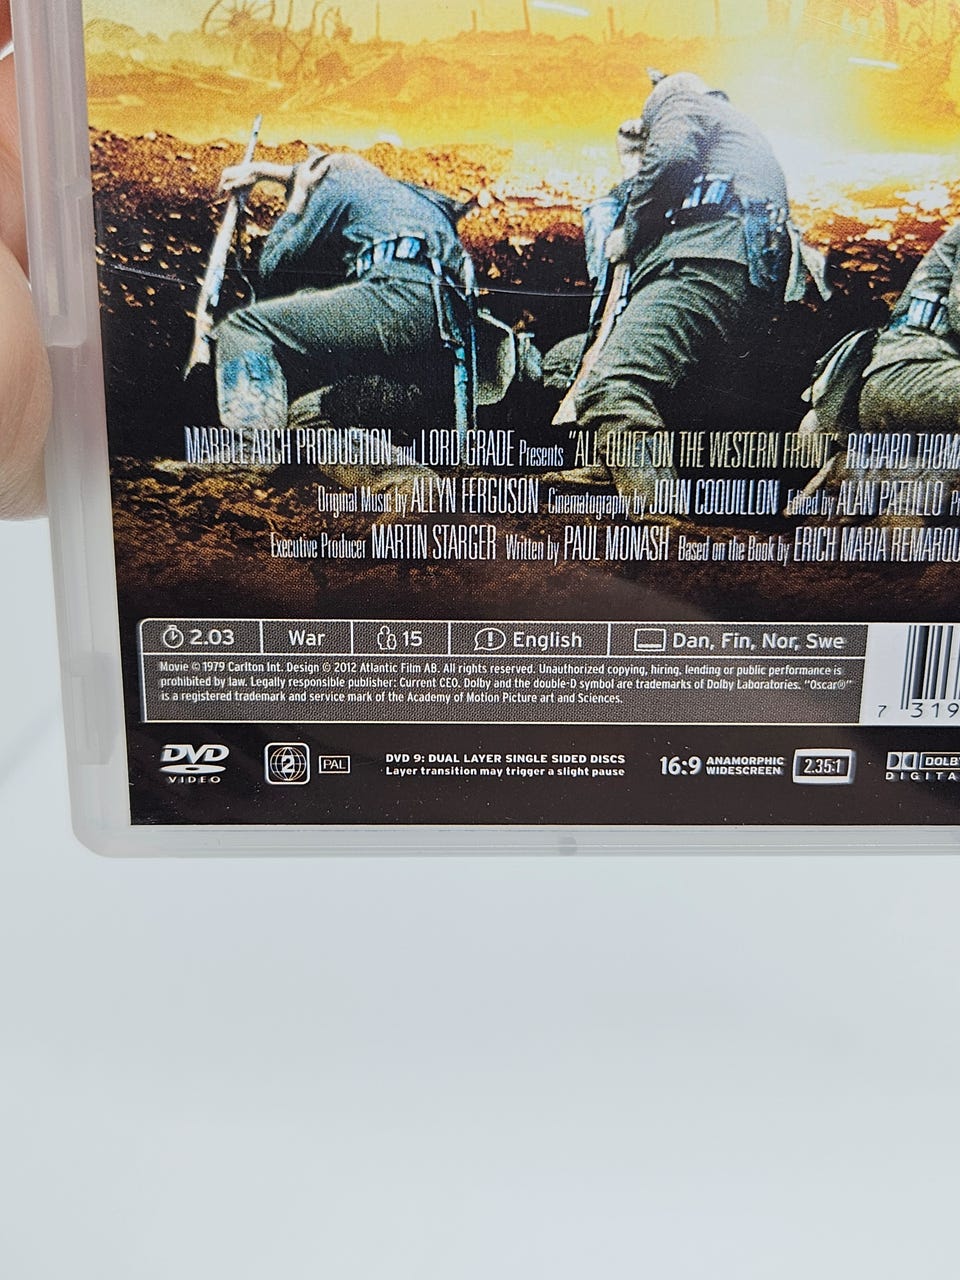 MARBLE ARCH PRODUCTION and LORD GRADE Presents "ALL QUIET ON THE WESTERN FRONT" RICHARD THOM
Original Music by ALLYN FERGUSON Cinematography by JOHN COQUILLON Edited by ALAN PATILLO P
Executive Producer MARTIN STARGER Written by PAUL MONASH Based on the Book by ERICH MARIA REMARQU
2.03 War 15 English Dan, Fin, Nor, Swe
Movie © 1979 Carlton Int. Design © 2012 Atlantic Film AB. All rights reserved. Unauthorized copying, hiring, lending or public performance is
prohibited by law. Legally responsible publisher: Current CEO. Dolby and the double-D symbol are trademarks of Dolby Laboratories. "Oscar®"
is a registered trademark and service mark of the Academy of Motion Picture art and Sciences.
7 319
DVD VIDEO 2 PAL
DVD 9: DUAL LAYER SINGLE SIDED DISCS
Layer transition may trigger a slight pause
16:9 ANAMORPHIC WIDESCREEN 2.35:1
DOLBY
DIGITA